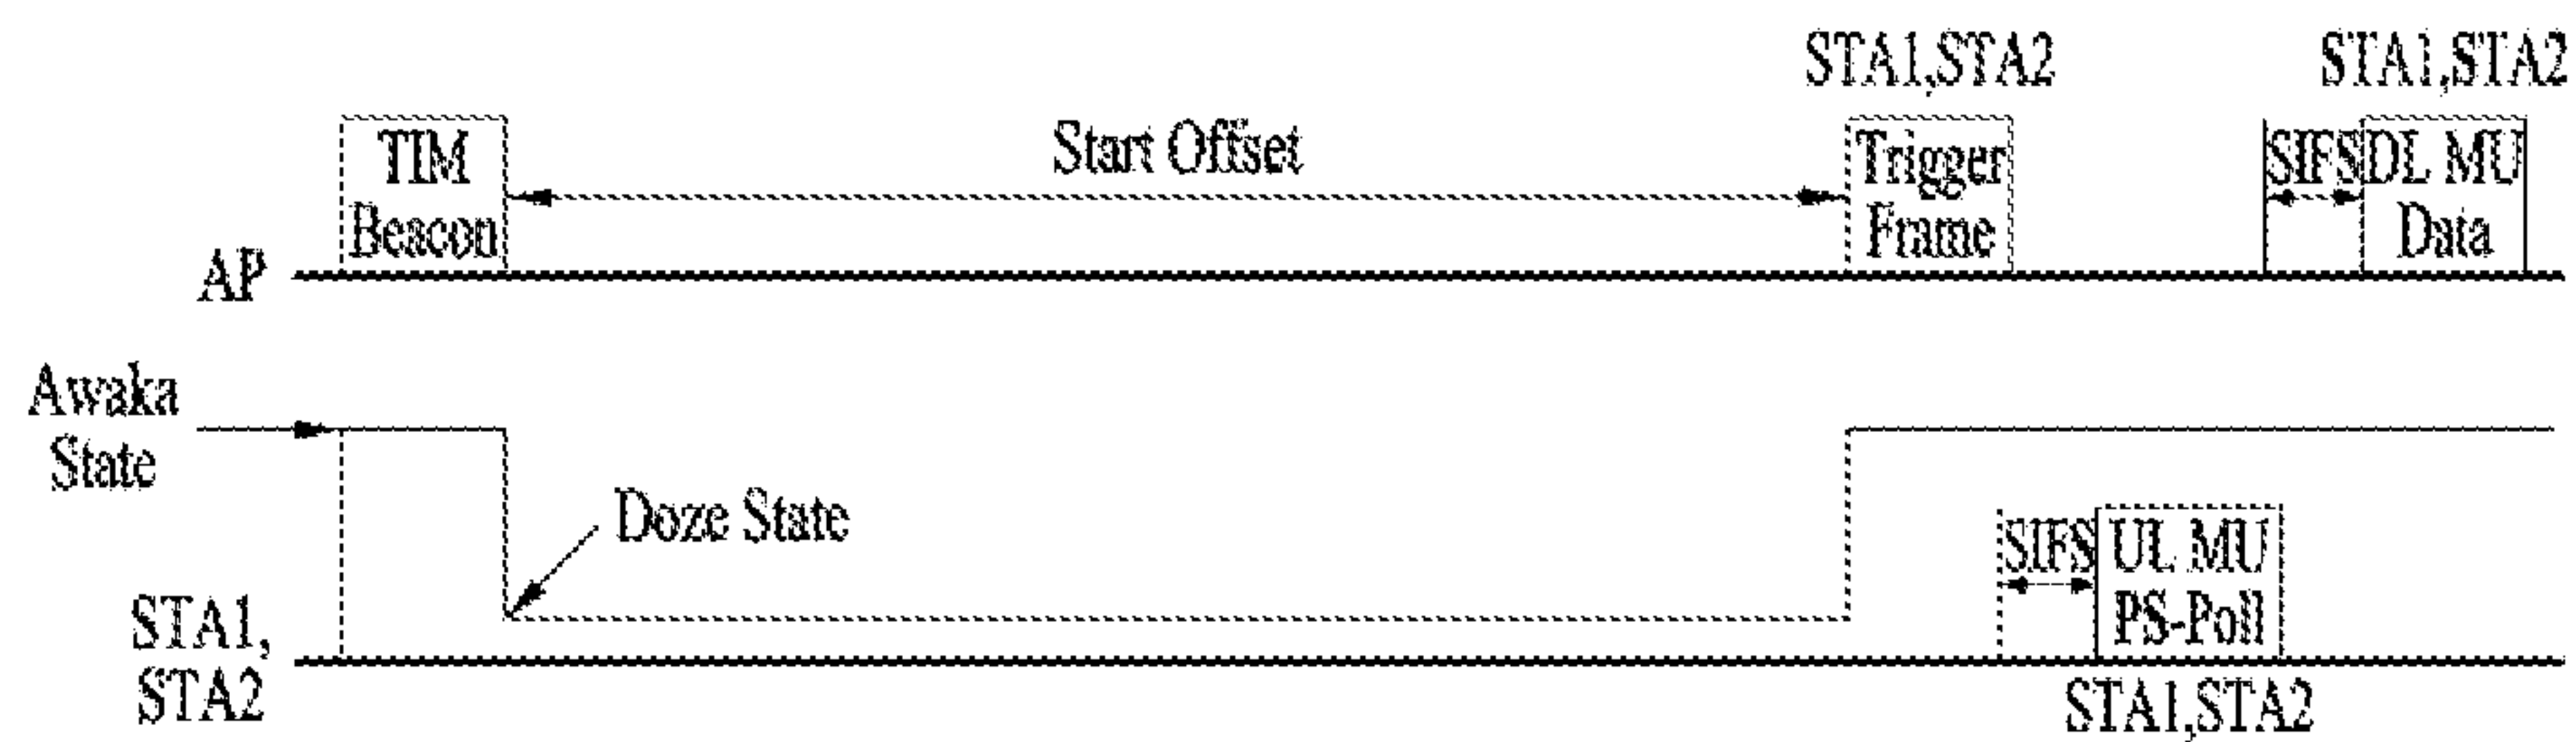 STA1,STA2
STA1,STA2
TIM
Beacon
Start Offset
Trigger
Frame
SIFS
DL MU
Data
AP
Awaka
State
Doze State
SIFS
UL MU
PS-Poll
STA1,
STA2
STA1,STA2